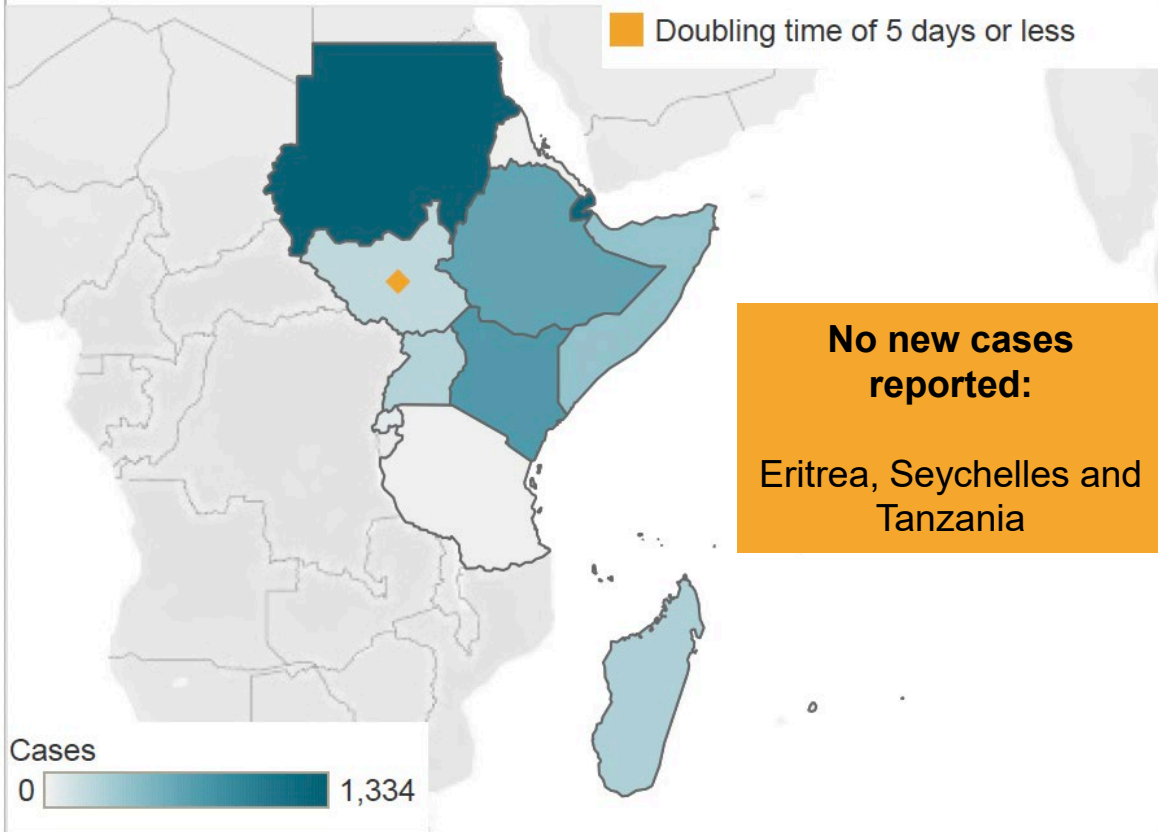 Doubling time of 5 days or less
No new cases
reported:
Eritrea, Seychelles and
Tanzania
Cases
0 1,334